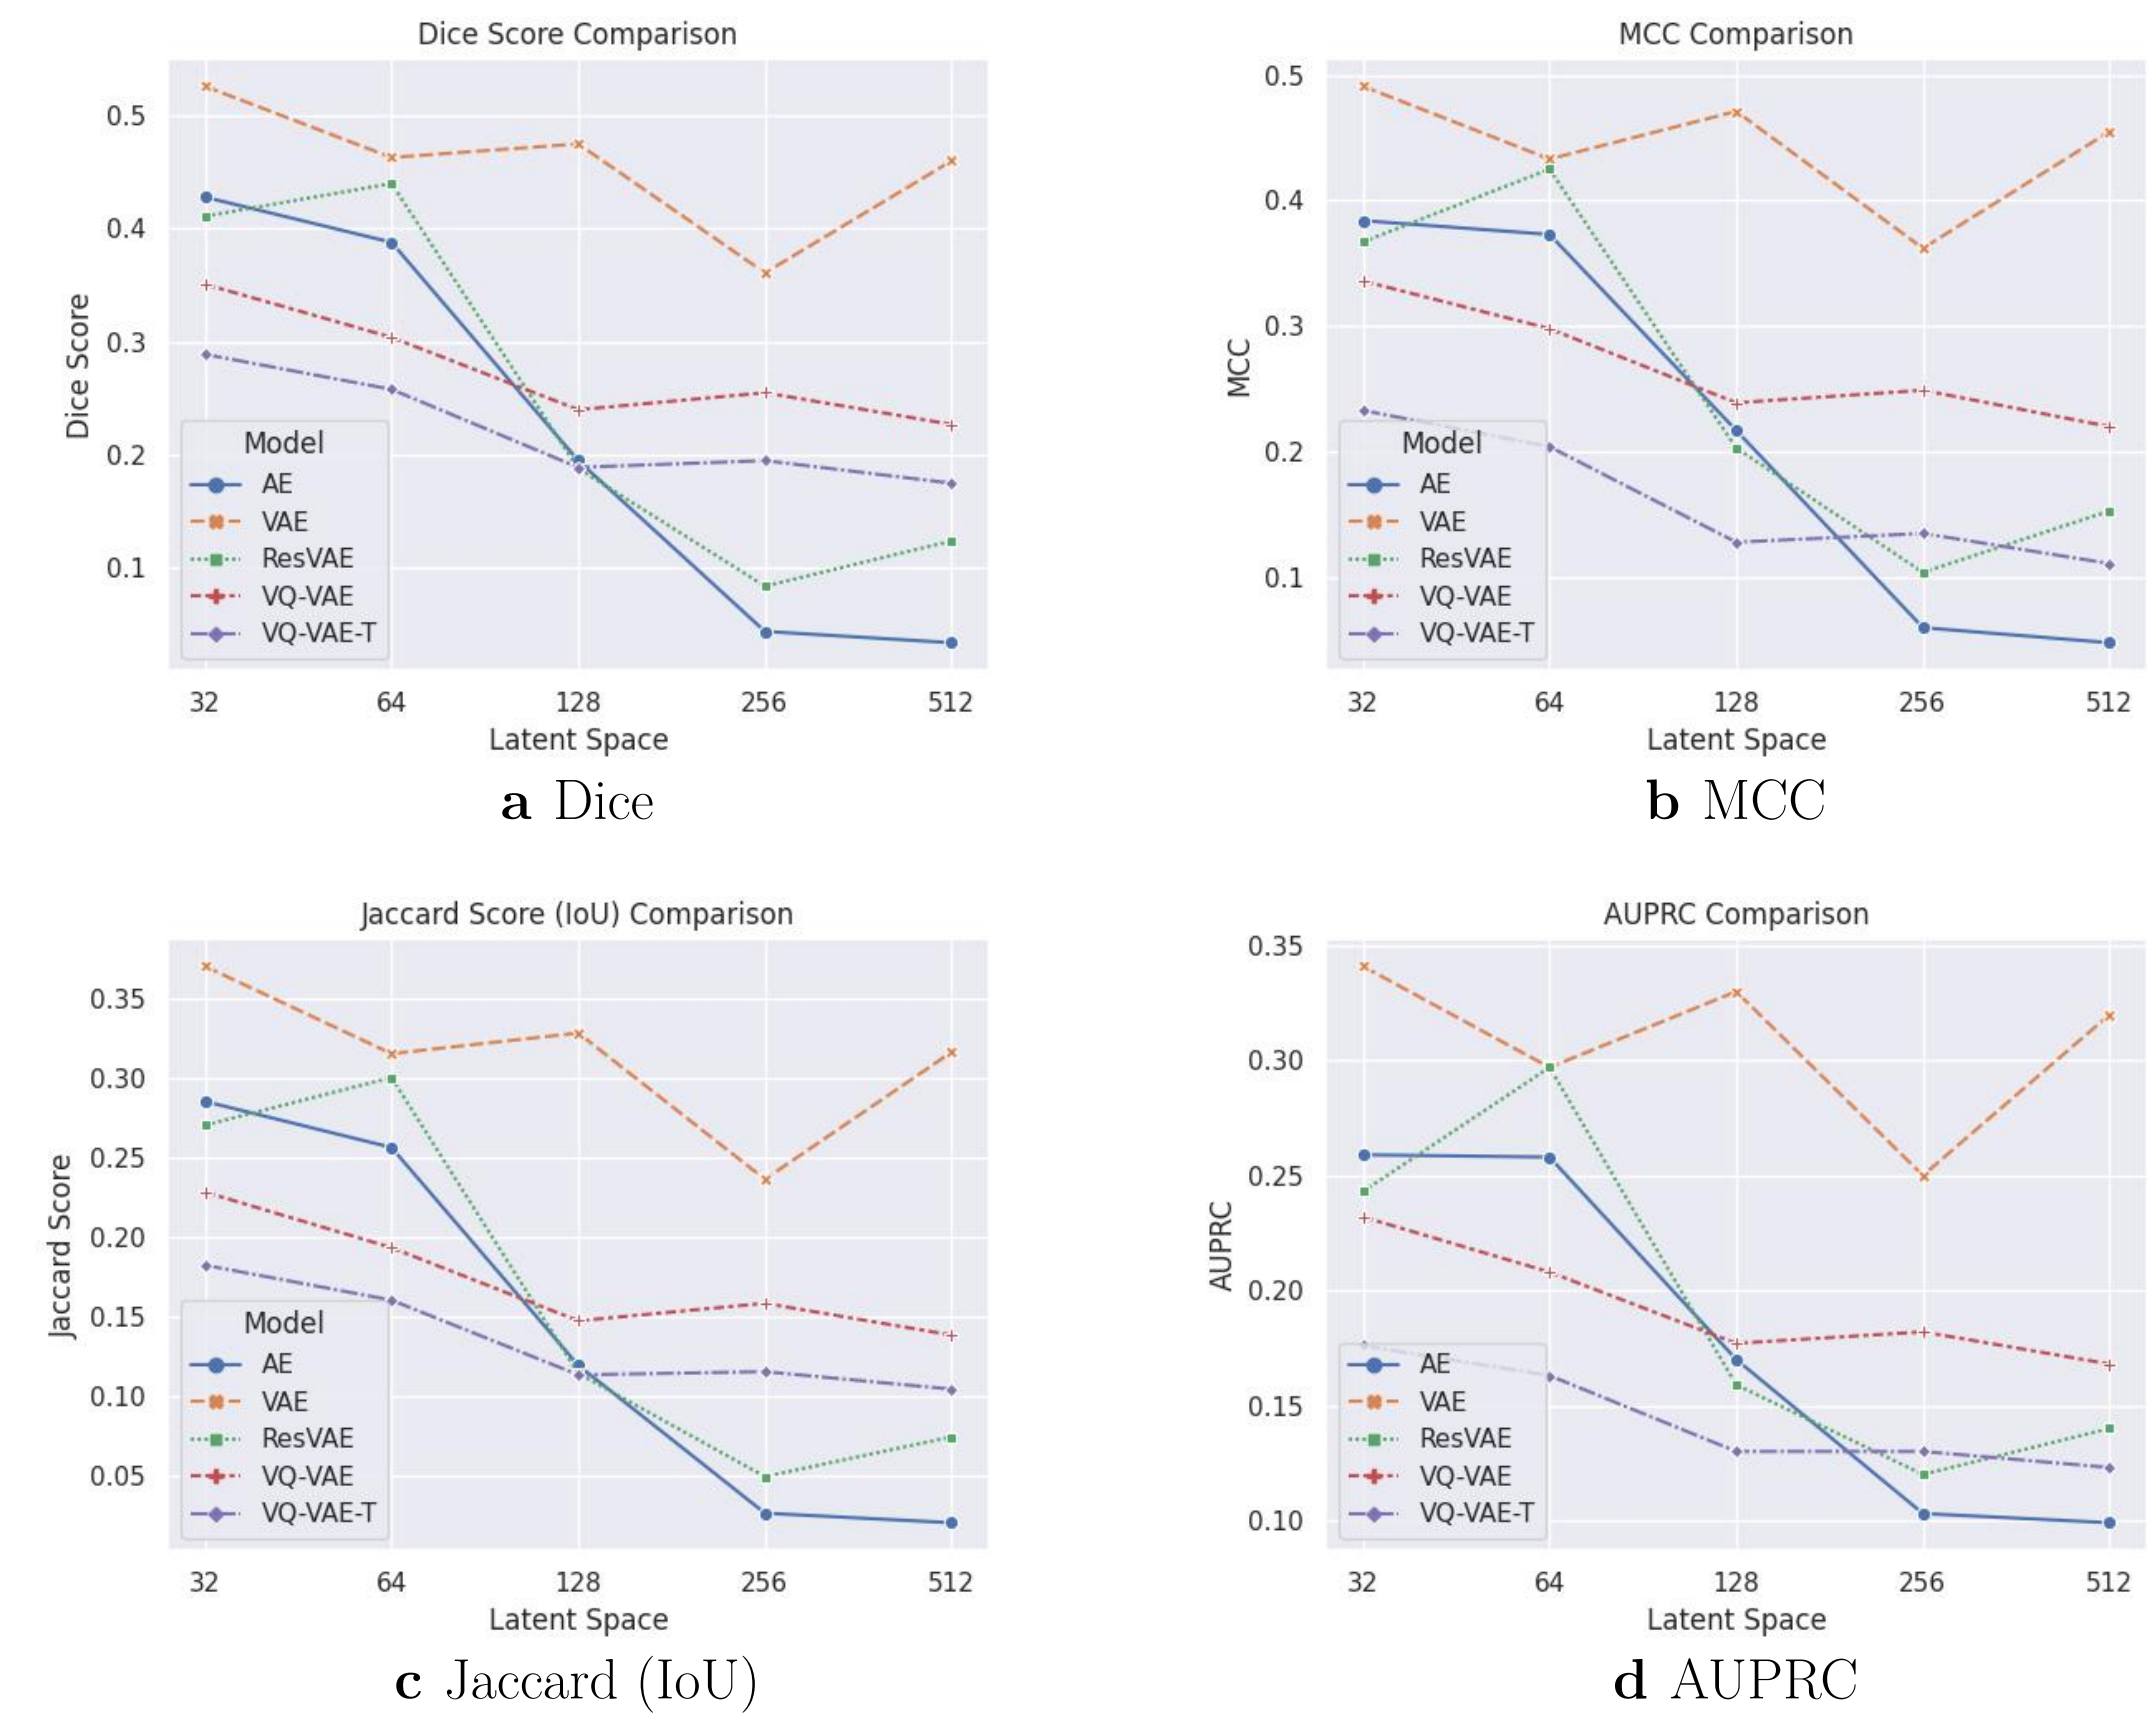 Dice Score Comparison
Dice Score
0.5
0.4
0.3
0.2
0.1
Model
AE
VAE
ResVAE
VQ-VAE
VQ-VAE-T
32 64 128 256 512
Latent Space
a Dice
MCC Comparison
MCC
0.5
0.4
0.3
0.2
0.1
Model
AE
VAE
ResVAE
VQ-VAE
VQ-VAE-T
32 64 128 256 512
Latent Space
b MCC
Jaccard Score (IoU) Comparison
Jaccard Score
0.35
0.30
0.25
0.20
0.15
0.10
0.05
Model
AE
VAE
ResVAE
VQ-VAE
VQ-VAE-T
32 64 128 256 512
Latent Space
c Jaccard (IoU)
AUPRC Comparison
AUPRC
0.35
0.30
0.25
0.20
0.15
0.10
AE
VAE
ResVAE
VQ-VAE
VQ-VAE-T
32 64 128 256 512
Latent Space
d AUPRC